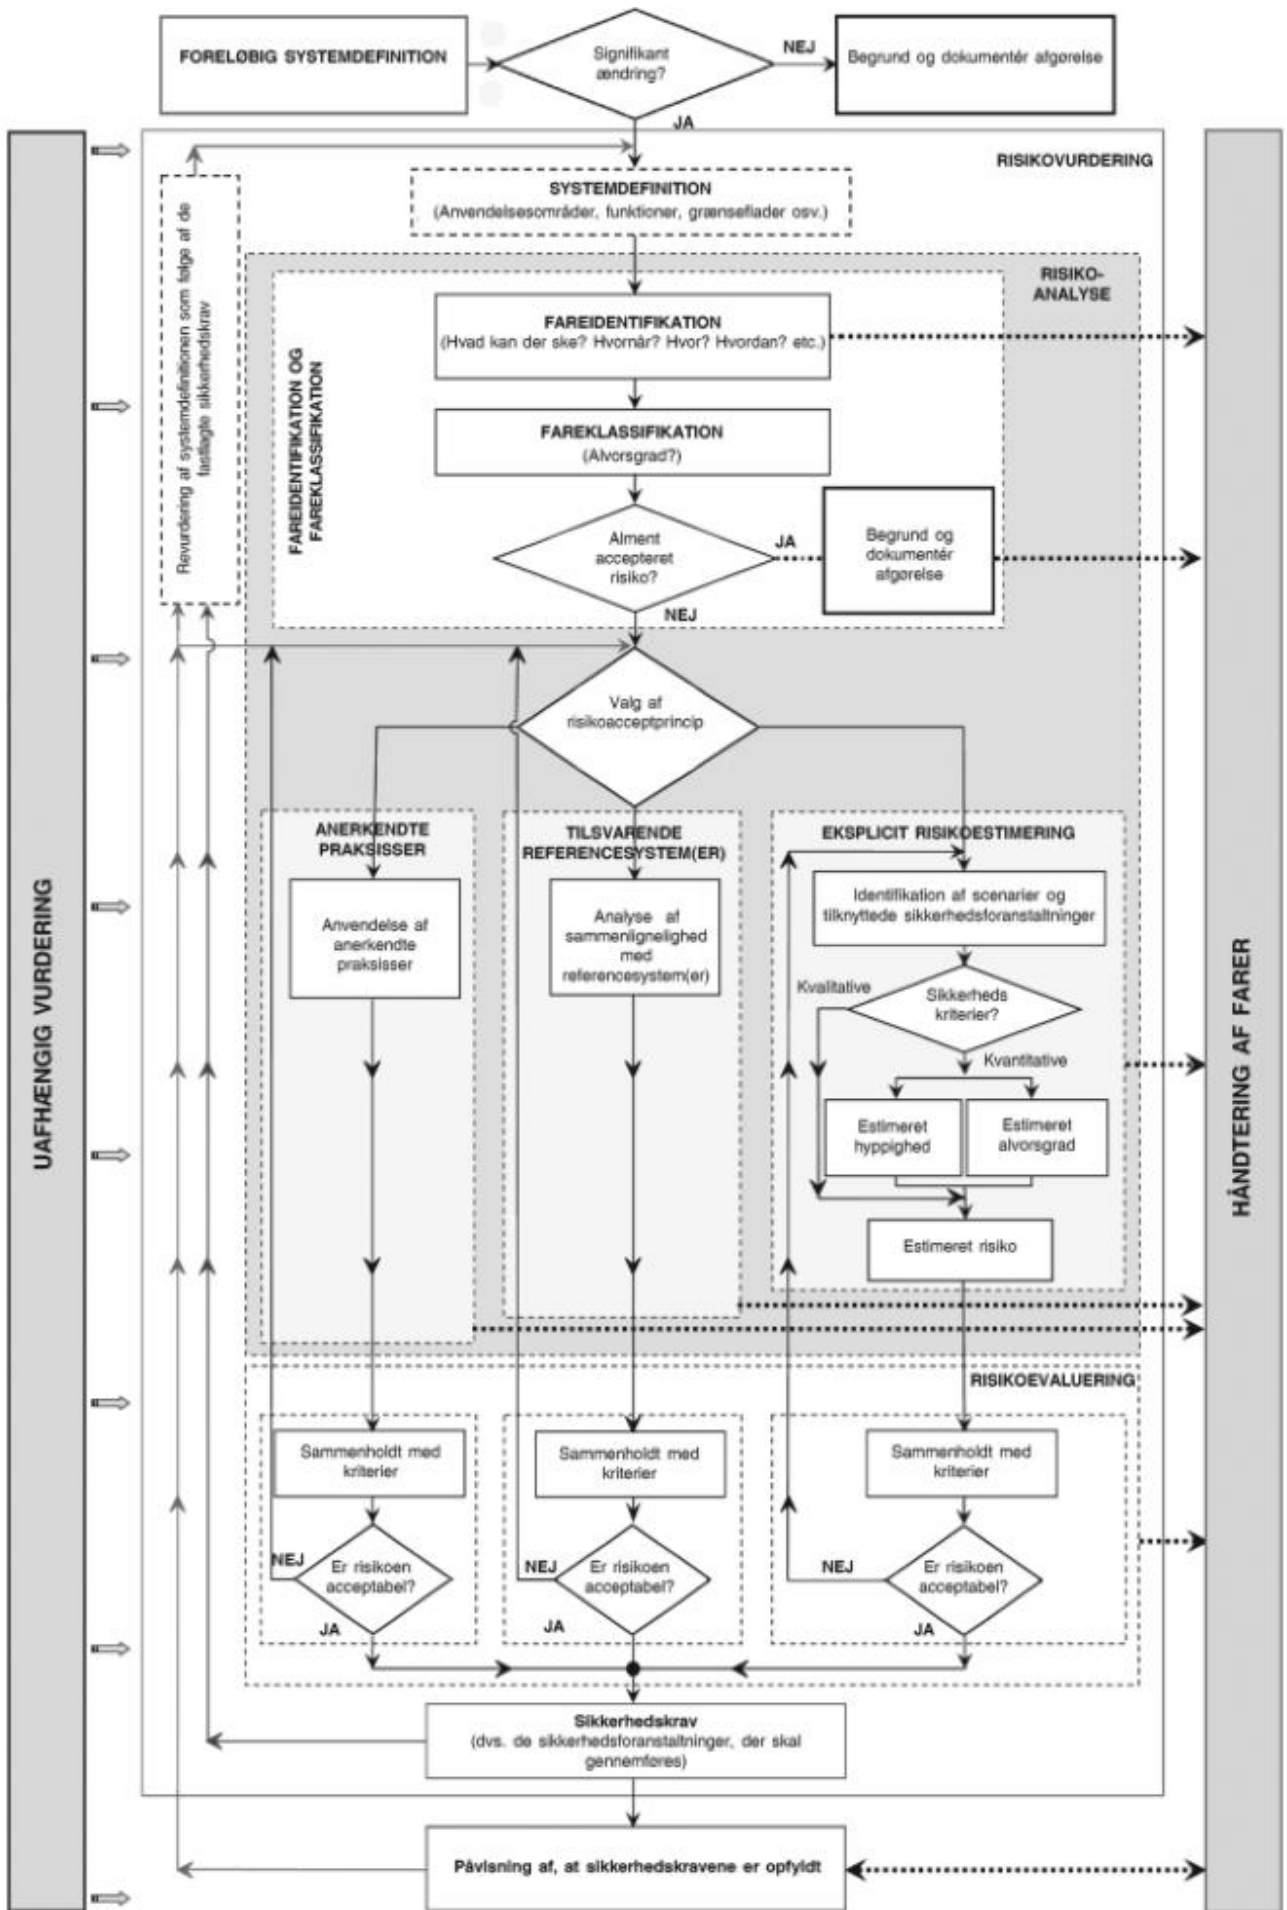 FORELØBIG SYSTEMDEFINITION
Signifikant
ændring?
NEJ
Begrund og dokumentér afgørelse
JA
RISIKOVURDERING
SYSTEMDEFINITION
(Anvendelsesområder, funktioner, grænseflader osv.)
Revurdering af systemdefinitionen som følge af de
fastlagte sikkerhedskrav
RISIKO-
ANALYSE
FAREIDENTIFIKATION OG
FAREKLASSIFIKATION
FAREIDENTIFIKATION
(Hvad kan der ske? Hvornår? Hvor? Hvordan? etc.)
FAREKLASSIFIKATION
(Alvorsgrad?)
Alment
accepteret
risiko?
JA
Begrund og
dokumentér
afgørelse
NEJ
Valg af
risikoacceptprincip
UAFHÆNGIG VURDERING
HÅNDTERING AF FARER
ANERKENDTE
PRAKSISSER
Anvendelse af
anerkendte
praksisser
TILSVARENDE
REFERENCESYSTEM(ER)
Analyse af
sammenlignelighed
med
referencesystem(er)
EKSPLICIT RISIKOESTIMERING
Identifikation af scenarier og
tilknyttede sikkerhedsforanstaltninger
Kvalitative
Sikkerheds
kriterier?
Kvantitative
Estimeret
hyppighed
Estimeret
alvorsgrad
Estimeret risiko
RISIKOEVALUERING
Sammenholdt med
kriterier
NEJ
Er risikoen
acceptabel?
JA
Sammenholdt med
kriterier
NEJ
Er risikoen
acceptabel?
JA
Sammenholdt med
kriterier
NEJ
Er risikoen
acceptabel?
JA
Sikkerhedskrav
(dvs. de sikkerhedsforanstaltninger, der skal
gennemføres)
Påvisning af, at sikkerhedskravene er opfyldt